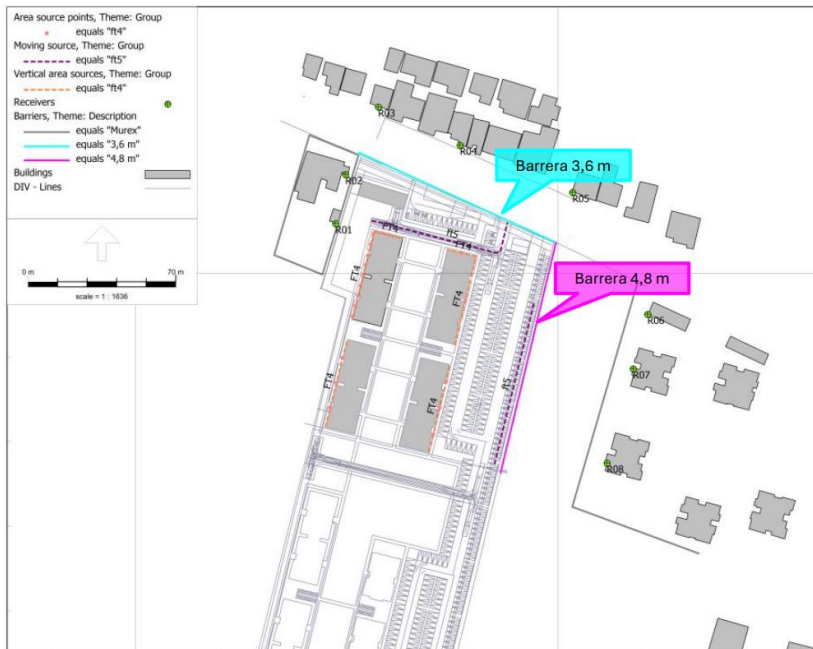 Area source points, Theme: Group
equals "ft4"
Moving source, Theme: Group
equals "ft5"
Vertical area sources, Theme: Group
equals "ft4"
Receivers
Barriers, Theme: Description
equals "Murex"
equals "3,6 m"
equals "4,8 m"
Buildings
DIV - Lines
0 m
70 m
scale = 1 : 1636
R03
R04
Barrera 3,6 m
R05
R02
R01
FT4
ft5
FT4
FT4
FT4
Barrera 4,8 m
R06
R07
FT4
FT4
ft5
R08